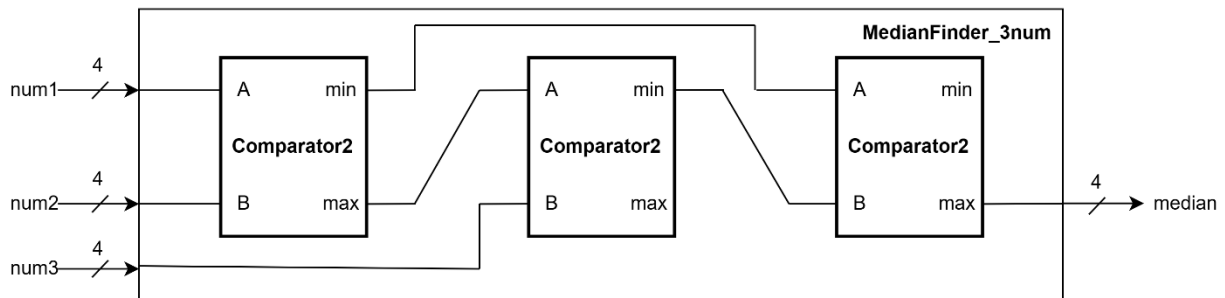 MedianFinder_3num
4
num1
A min
A min
A min
Comparator2
Comparator2
Comparator2
4
num2
B max
B max
B max
4
median
4
num3